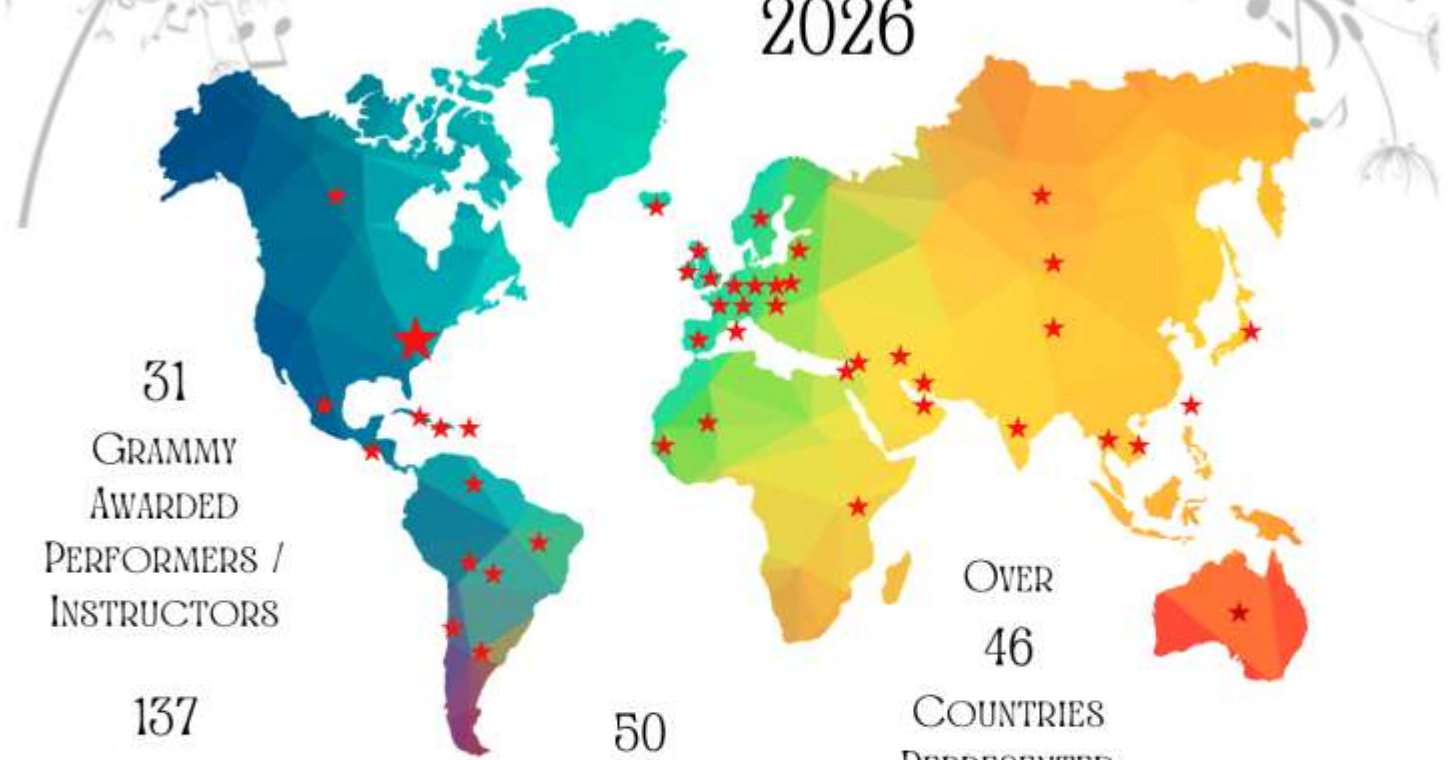 2026
31
Grammy
Awarded
Performers /
Instructors
137
50
Over
46
Countries